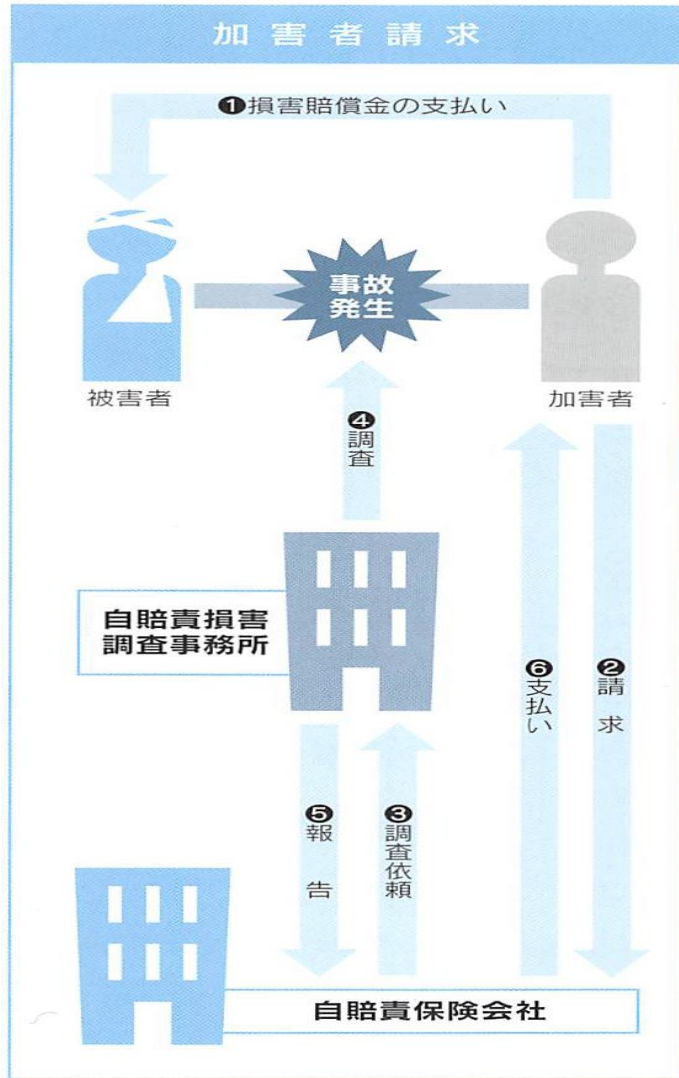 加害者請求
❶損害賠償金の支払い
事故
発生
被害者
加害者
❹調査
自賠責損害
調査事務所
❻支払い
❷請求
❺報告
❸調査依頼
自賠責保険会社